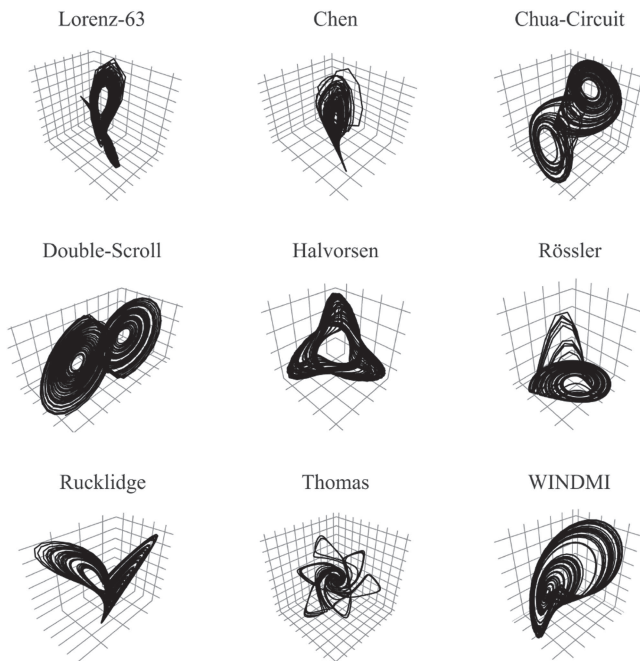 Lorenz-63
Chen
Chua-Circuit
Double-Scroll
Halvorsen
Rössler
Rucklidge
Thomas
WINDMI